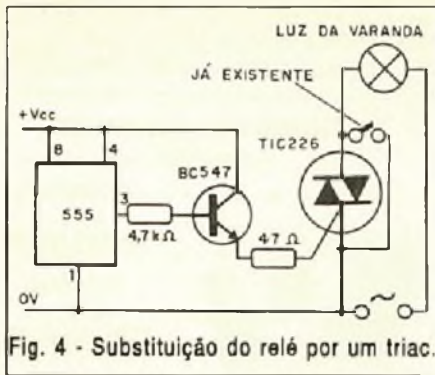 LUZ DA VARANDA
JÁ EXISTENTE
+Vcc
TIC226
8
4
BC547
555
3
4,7kΩ
47 Ω
1
0V
Fig. 4 - Substituição do relé por um triac.